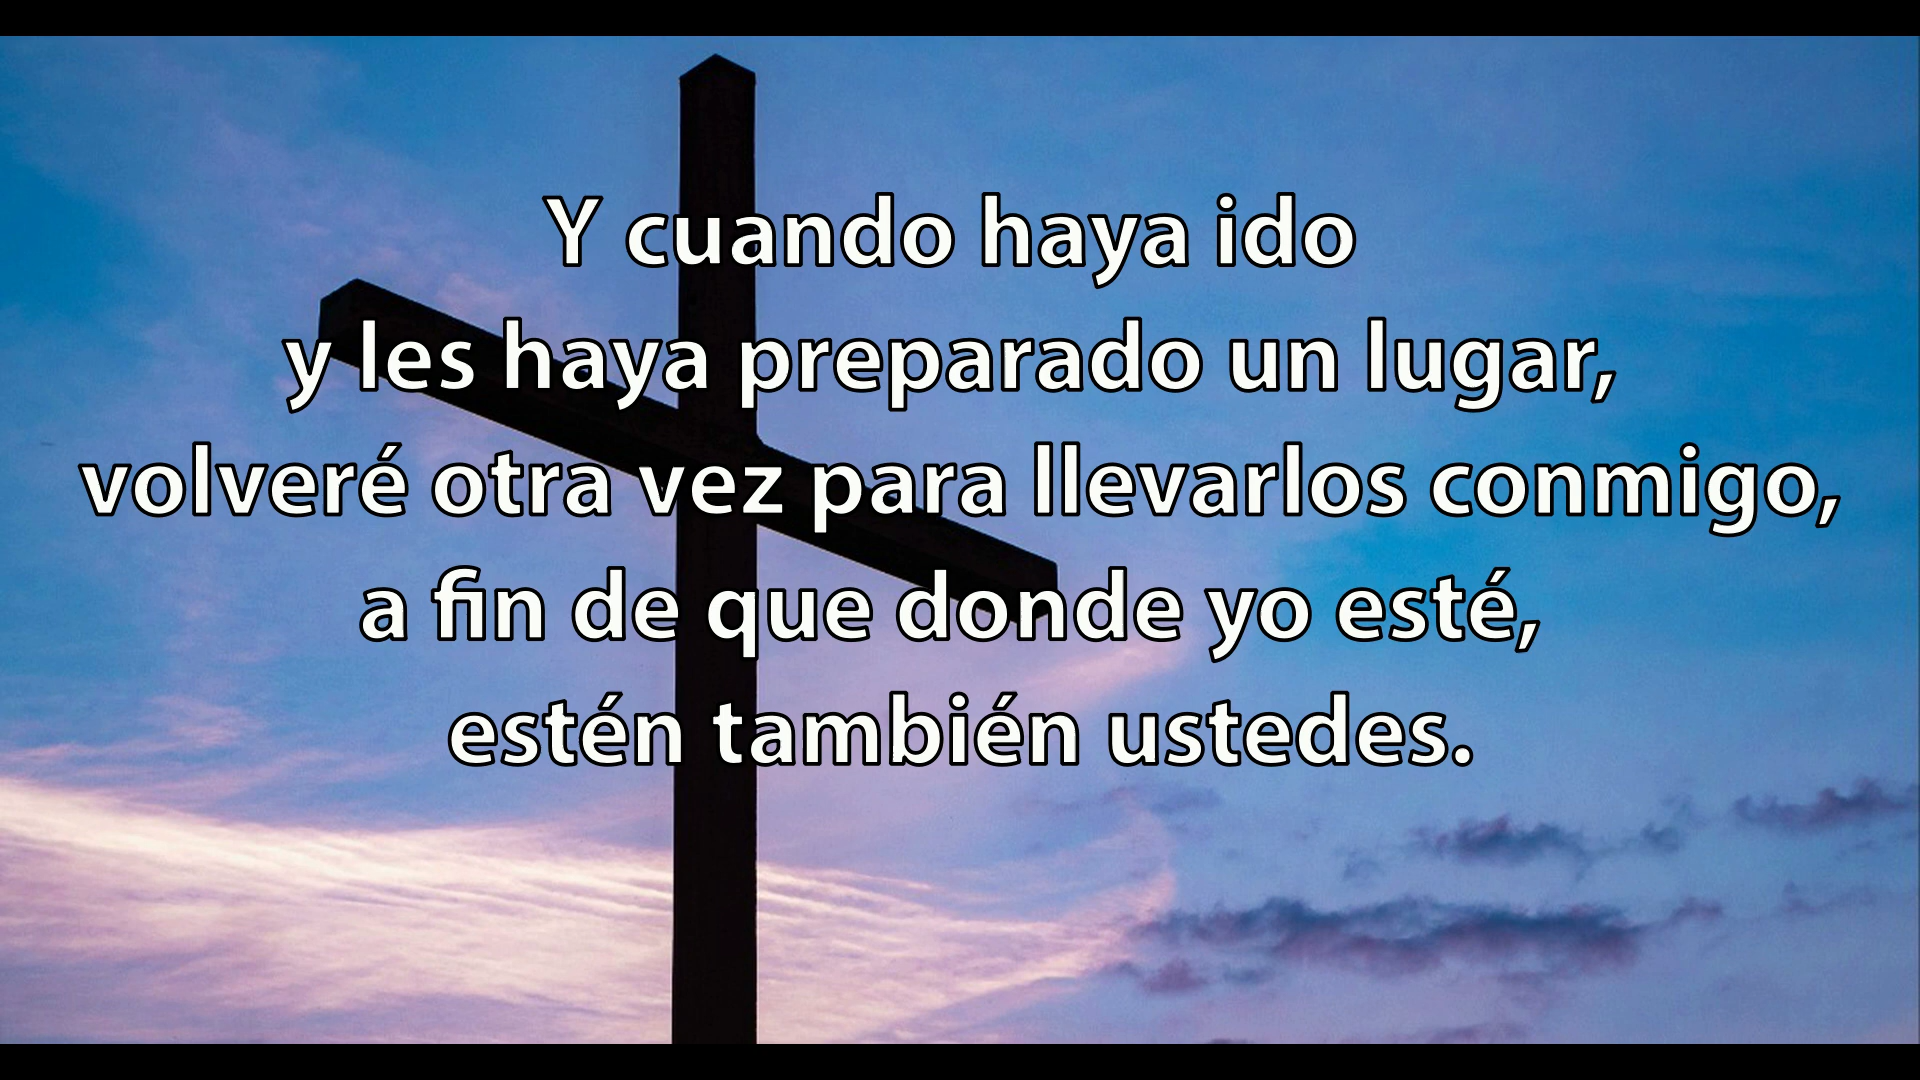 Y cuando haya ido
y les haya preparado un lugar,
volveré otra vez para llevarlos conmigo,
a fin de que donde yo esté,
estén también ustedes.